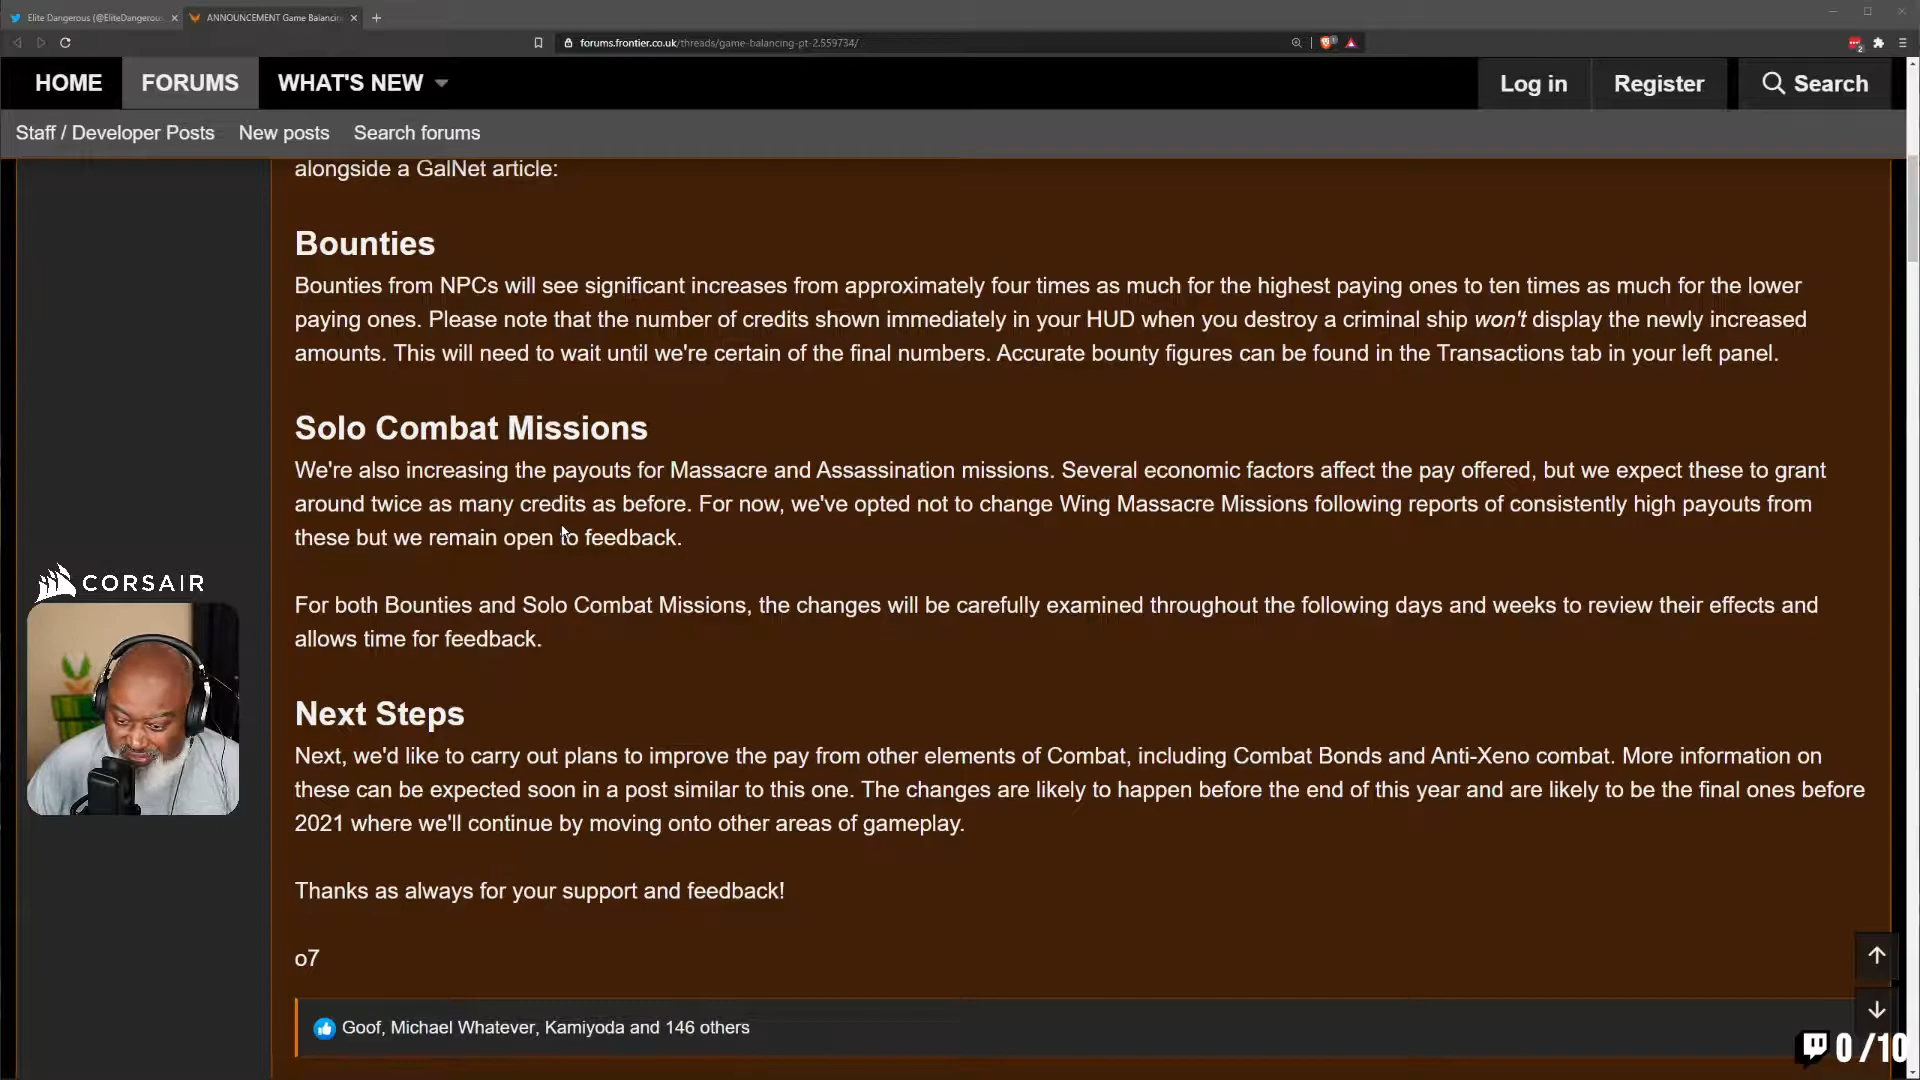 Elite Dangerous (@EliteDangerou
ANNOUNCEMENT Game Balancin
forums.frontier.co.uk/threads/game-balancing-pt-2.559734/
HOME
FORUMS
WHAT'S NEW
Log in
Register
Search
Staff / Developer Posts
New posts
Search forums
alongside a GalNet article:
Bounties
Bounties from NPCs will see significant increases from approximately four times as much for the highest paying ones to ten times as much for the lower
paying ones. Please note that the number of credits shown immediately in your HUD when you destroy a criminal ship won't display the newly increased
amounts. This will need to wait until we're certain of the final numbers. Accurate bounty figures can be found in the Transactions tab in your left panel.
Solo Combat Missions
We're also increasing the payouts for Massacre and Assassination missions. Several economic factors affect the pay offered, but we expect these to grant
around twice as many credits as before. For now, we've opted not to change Wing Massacre Missions following reports of consistently high payouts from
these but we remain open to feedback.
For both Bounties and Solo Combat Missions, the changes will be carefully examined throughout the following days and weeks to review their effects and
allows time for feedback.
CORSAIR
Next Steps
Next, we'd like to carry out plans to improve the pay from other elements of Combat, including Combat Bonds and Anti-Xeno combat. More information on
these can be expected soon in a post similar to this one. The changes are likely to happen before the end of this year and are likely to be the final ones before
2021 where we'll continue by moving onto other areas of gameplay.
Thanks as always for your support and feedback!
o7
Goof, Michael Whatever, Kamiyoda and 146 others
0 /10